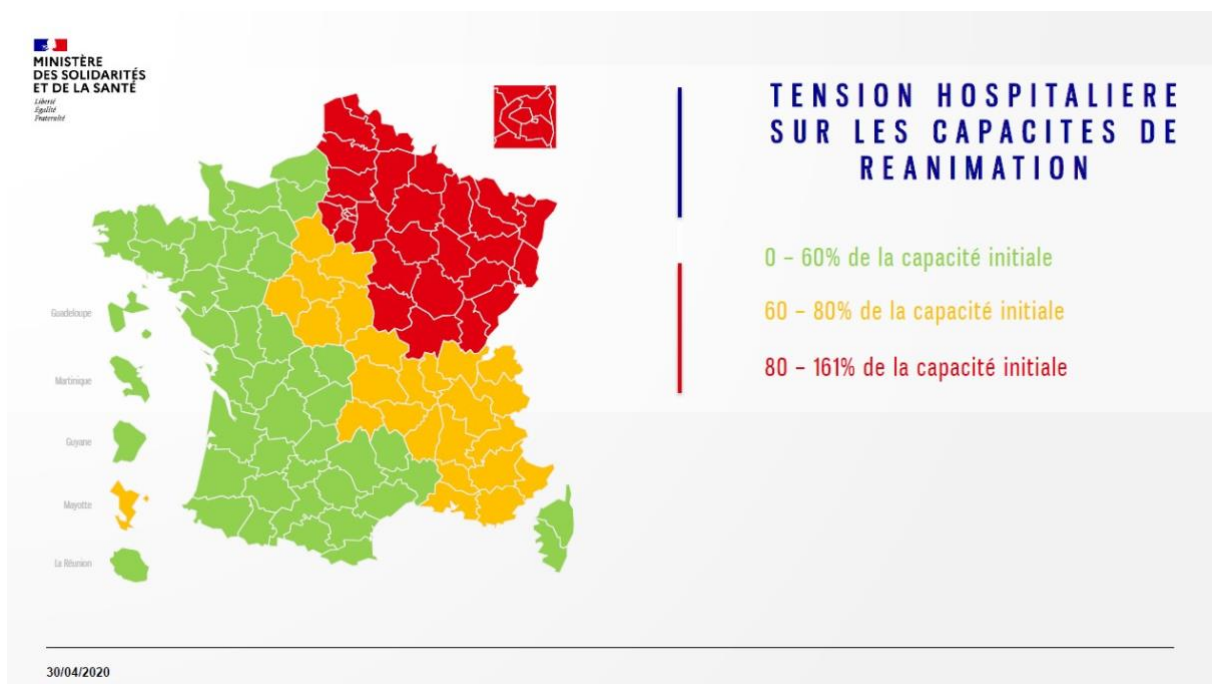 MINISTÈRE
DES SOLIDARITÉS
ET DE LA SANTÉ
Liberté
Égalité
Fraternité
TENSION HOSPITALIERE
SUR LES CAPACITES DE
REANIMATION
0 – 60% de la capacité initiale
60 – 80% de la capacité initiale
80 – 161% de la capacité initiale
Guadeloupe
Martinique
Guyane
Mayotte
La Réunion
30/04/2020